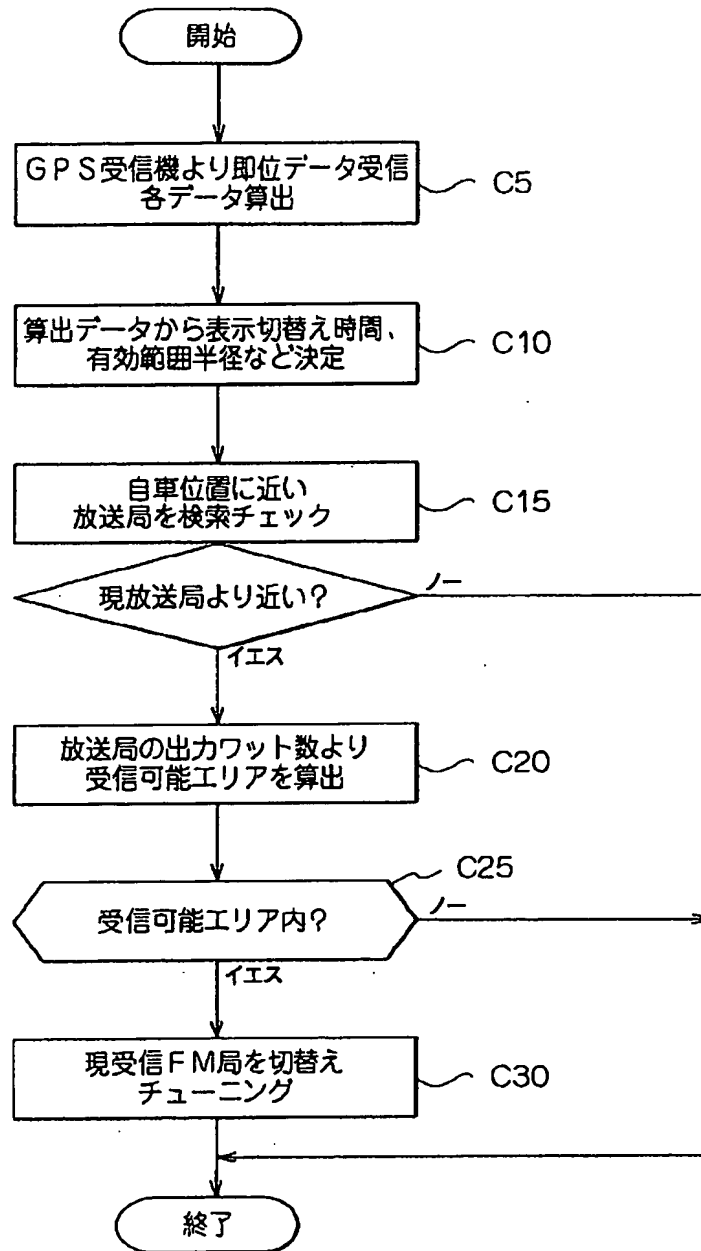 開始
GPS受信機より即位データ受信
各データ算出
C5
算出データから表示切替え時間、
有効範囲半径など決定
C10
自車位置に近い
放送局を検索チェック
C15
現放送局より近い?
ノー
イエス
放送局の出力ワット数より
受信可能エリアを算出
C20
C25
受信可能エリア内?
ノー
イエス
現受信FM局を切替え
チューニング
C30
終了